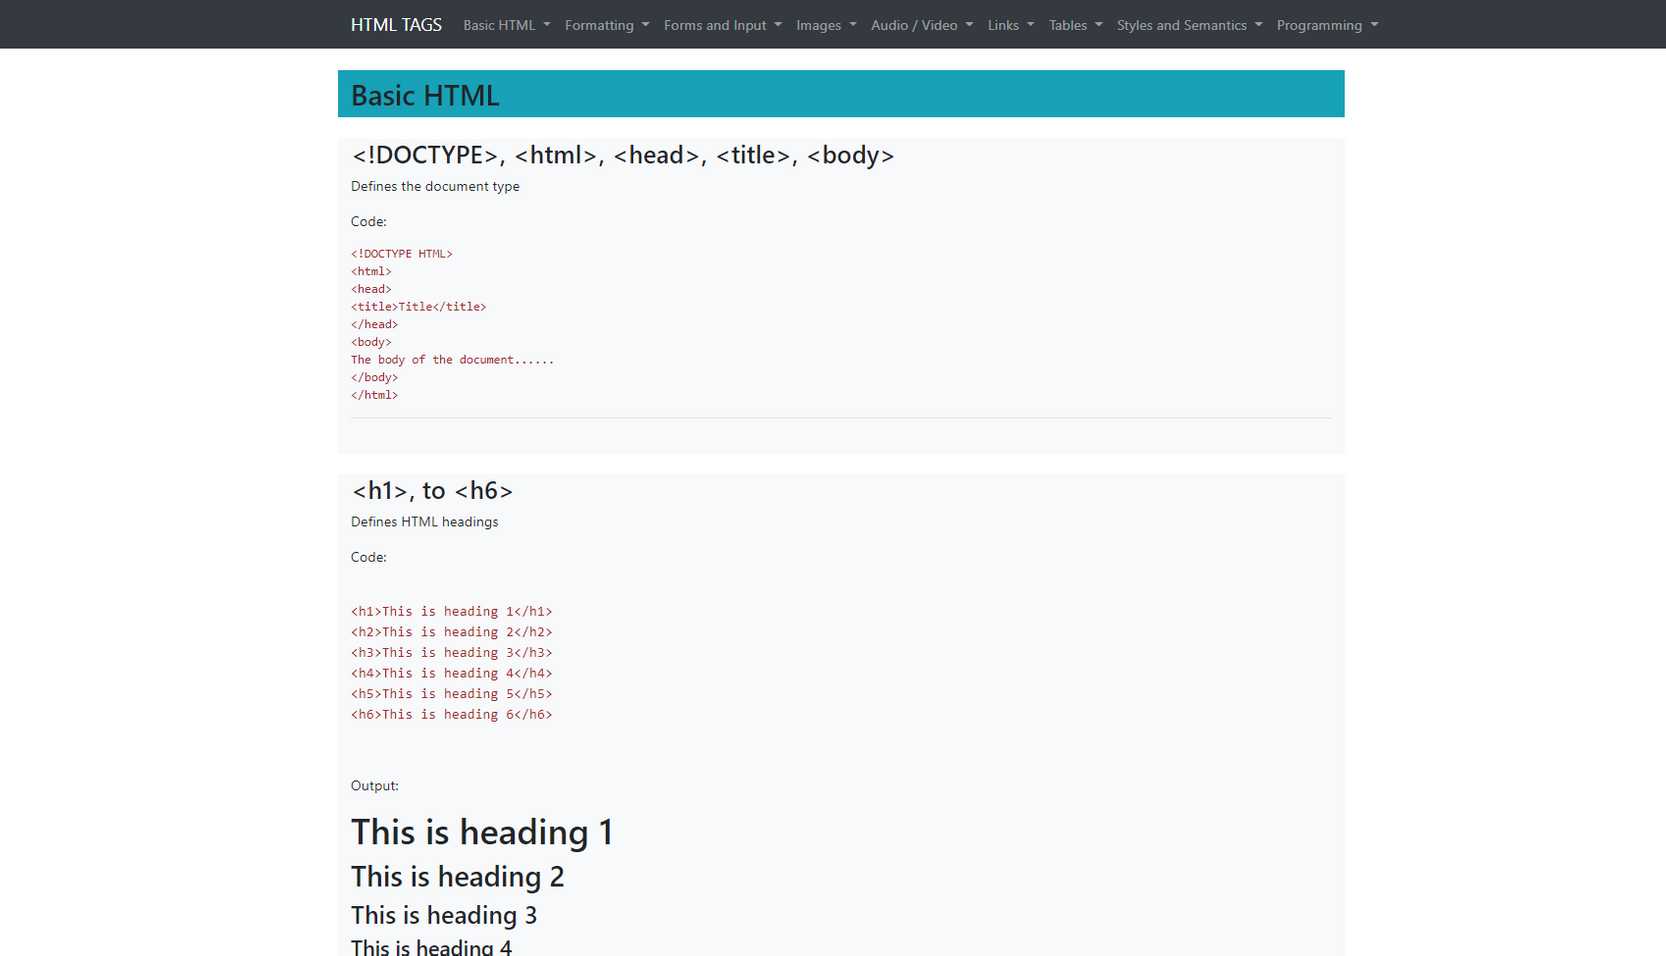 HTML TAGS Basic HTML Formatting Forms and Input Images Audio / Video Links Tables Styles and Semantics Programming
Basic HTML
<!DOCTYPE>, <html>, <head>, <title>, <body>
Defines the document type
Code:
<!DOCTYPE HTML>
<html>
<head>
<title>Title</title>
</head>
<body>
The body of the document......
</body>
</html>
<h1>, to <h6>
Defines HTML headings
Code:
<h1>This is heading 1</h1>
<h2>This is heading 2</h2>
<h3>This is heading 3</h3>
<h4>This is heading 4</h4>
<h5>This is heading 5</h5>
<h6>This is heading 6</h6>
Output:
This is heading 1
This is heading 2
This is heading 3
This is heading 4